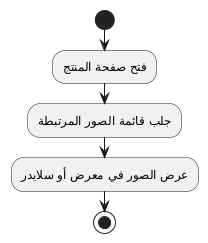 فتح صفحة المنتج
جلب قائمة الصور المرتبطة
عرض الصور في معرض أو سلايدر